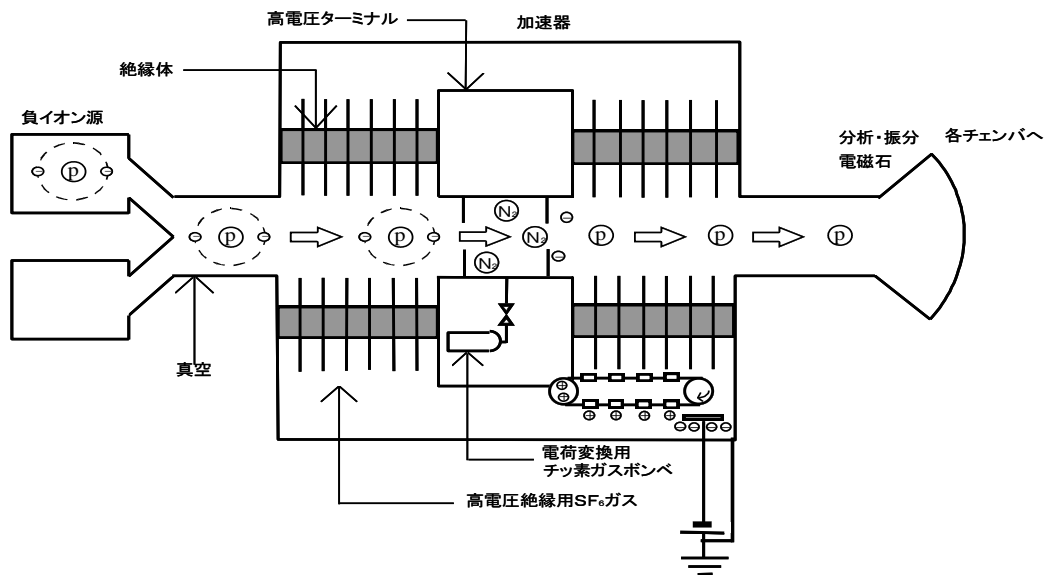 高電圧ターミナル
加速器
絶縁体
負イオン源
分析・振分
電磁石
各チェンバへ
p
p
p
N₂
N₂
N₂
p
p
p
真空
電荷変換用
チッ素ガスボンベ
高電圧絶縁用SF₆ガス